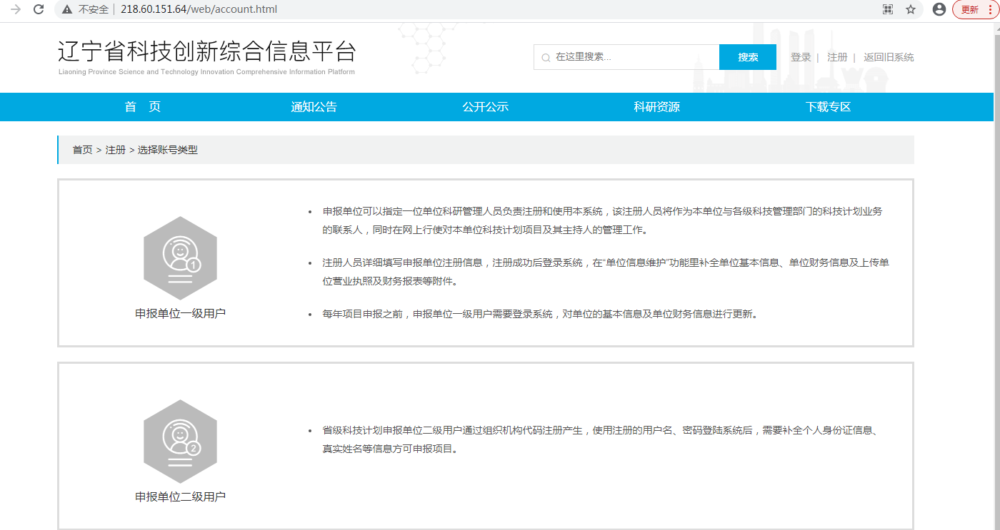 不安全 218.60.151.64/web/account.html 更新
辽宁省科技创新综合信息平台
Liaoning Province Science and Technology Innovation Comprehensive Information Platform
在这里搜索... 搜索 登录 | 注册 | 返回旧系统
首 页 通知公告 公开公示 科研资源 下载专区
首页 > 注册 > 选择账号类型
• 申报单位可以指定一位单位科研管理人员负责注册和使用本系统，该注册人员将作为本单位与各级科技管理部门的科技计划业务
的联系人，同时在网上行使对本单位科技计划项目及其主持人的管理工作。
• 注册人员详细填写申报单位注册信息，注册成功后登录系统，在“单位信息维护”功能里补全单位基本信息、单位财务信息及上传单
位营业执照及财务报表等附件。
• 每年项目申报之前，申报单位一级用户需要登录系统，对单位的基本信息及单位财务信息进行更新。
1
申报单位一级用户
• 省级科技计划申报单位二级用户通过组织机构代码注册产生，使用注册的用户名、密码登陆系统后，需要补全个人身份证信息、
真实姓名等信息方可申报项目。
2
申报单位二级用户